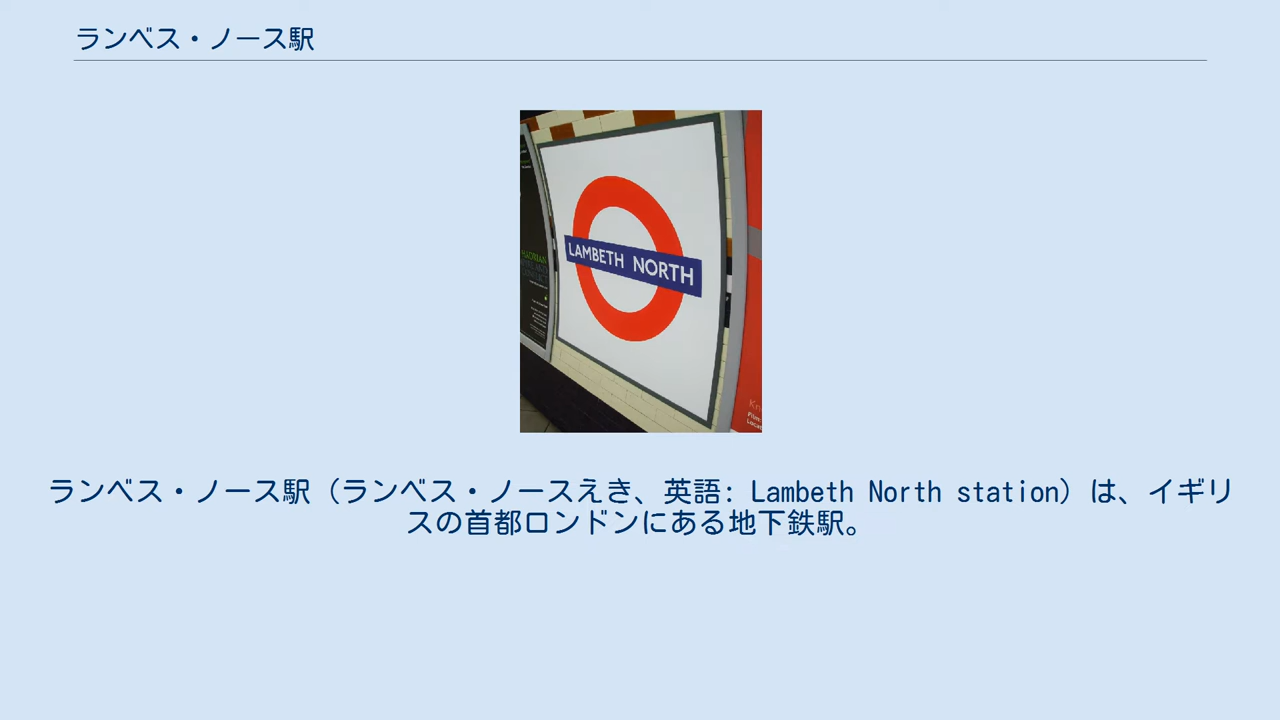 ランベス・ノース駅
LAMBETH NORTH
ランベス・ノース駅（ランベス・ノースえき、英語: Lambeth North station）は、イギリ
スの首都ロンドンにある地下鉄駅。